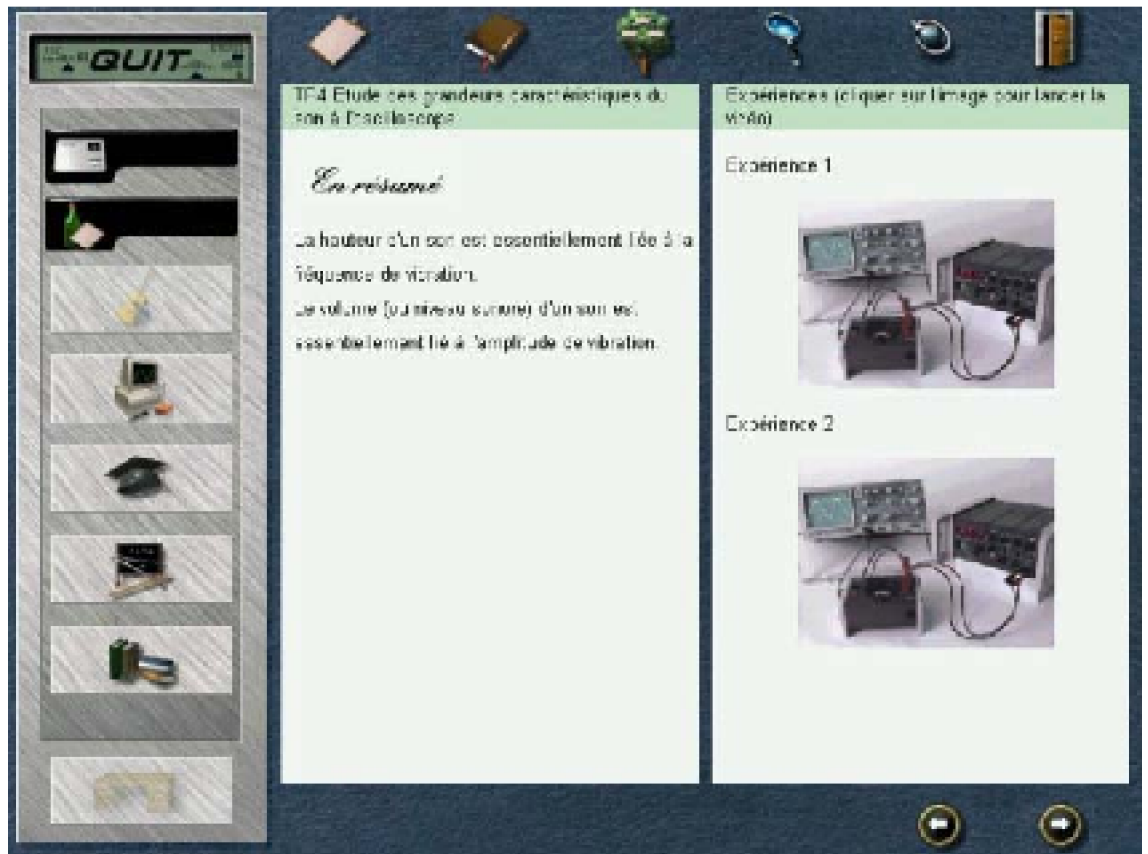 QUIT
TP4 Etude des grandeurs caractéristiques du
son à l'oscilloscope
En résumé
La hauteur d'un son est essentiellement liée à la
fréquence de vibration.
Le volume (ou niveau sonore) d'un son est
essentiellement lié à l'amplitude de vibration.
Expériences (cliquer sur l'image pour lancer la
vidéo)
Expérience 1
Expérience 2